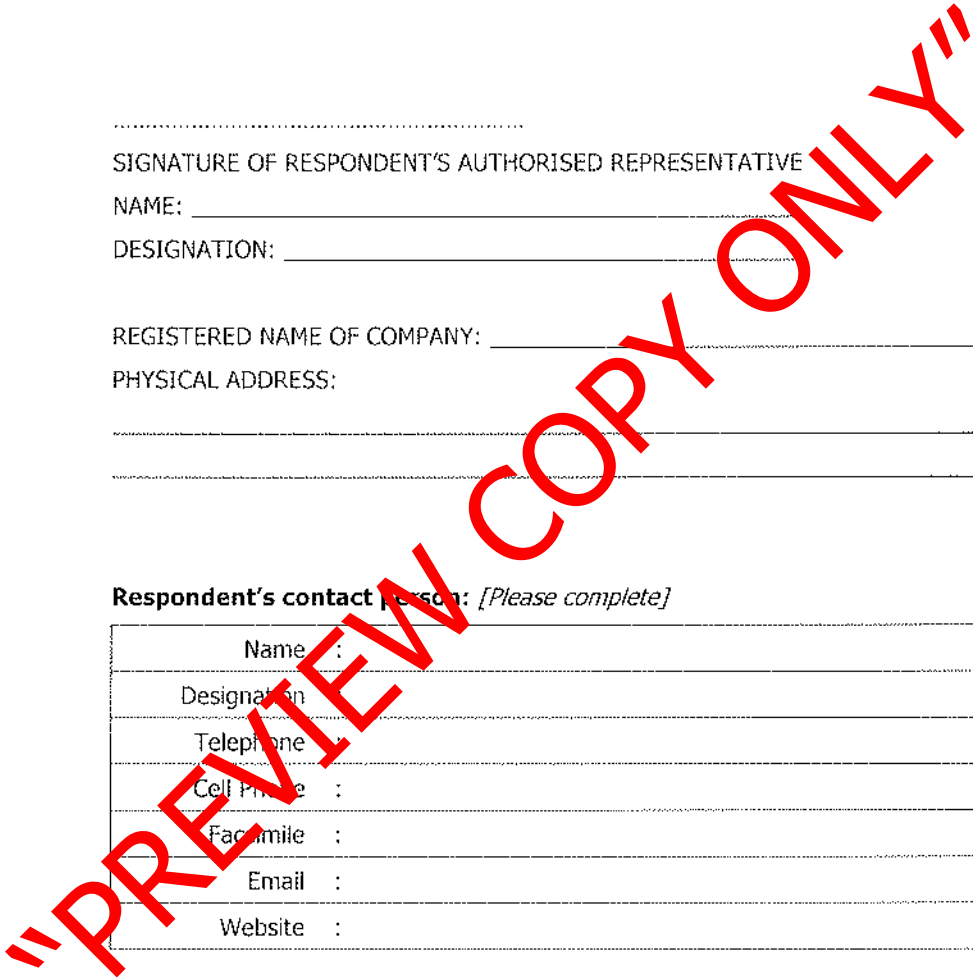 SIGNATURE OF RESPONDENT'S AUTHORISED REPRESENTATIVE
NAME:
DESIGNATION:
REGISTERED NAME OF COMPANY:
PHYSICAL ADDRESS:
Respondent's contact person: [Please complete]
Name :
Designation :
Telephone :
Cell Phone :
Facsimile :
Email :
Website :
"PREVIEW COPY ONLY"